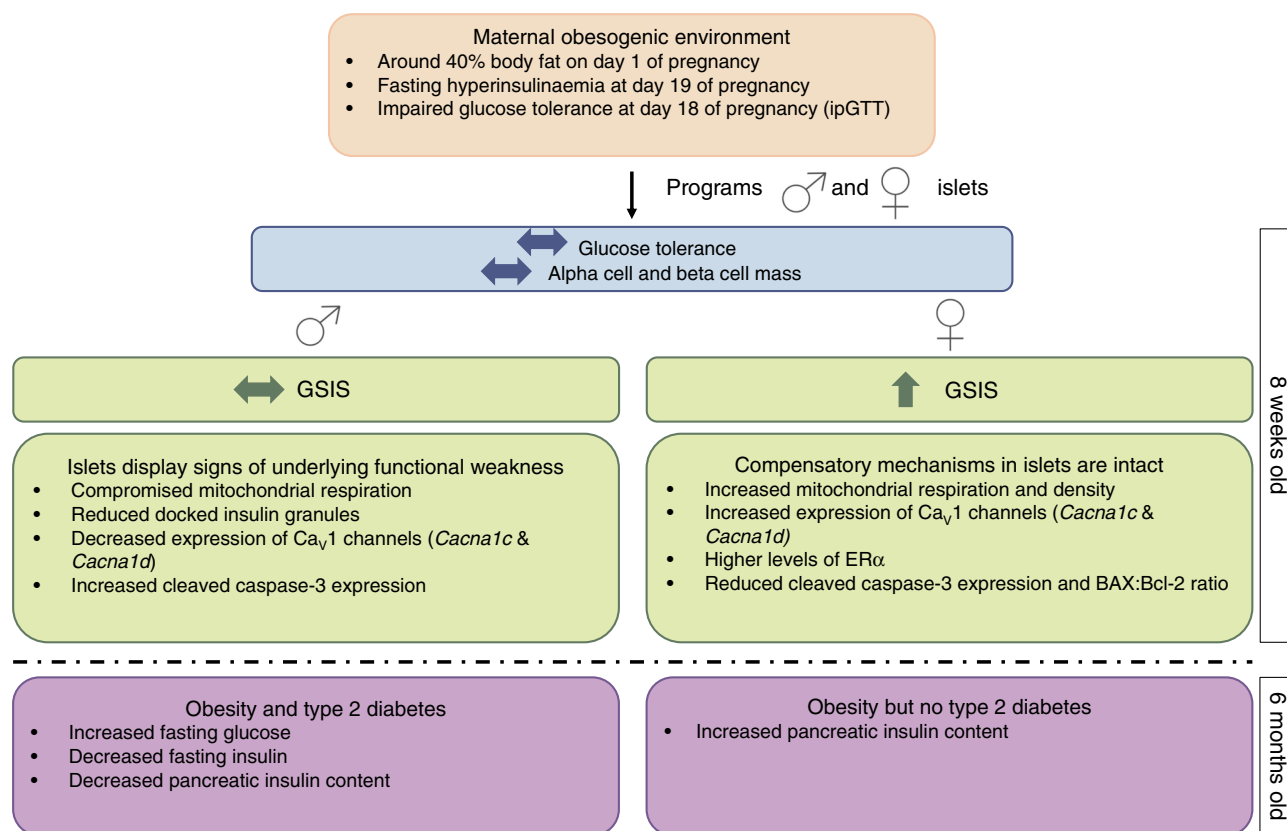 Maternal obesogenic environment
• Around 40% body fat on day 1 of pregnancy
• Fasting hyperinsulinaemia at day 19 of pregnancy
• Impaired glucose tolerance at day 18 of pregnancy (ipGTT)
Programs ♂ and ♀ islets
Glucose tolerance
Alpha cell and beta cell mass
♂
♀
GSIS
GSIS
Islets display signs of underlying functional weakness
• Compromised mitochondrial respiration
• Reduced docked insulin granules
• Decreased expression of CaV1 channels (Cacna1c &
Cacna1d)
• Increased cleaved caspase-3 expression
Compensatory mechanisms in islets are intact
• Increased mitochondrial respiration and density
• Increased expression of CaV1 channels (Cacna1c &
Cacna1d)
• Higher levels of ERα
• Reduced cleaved caspase-3 expression and BAX:Bcl-2 ratio
8 weeks old
Obesity and type 2 diabetes
• Increased fasting glucose
• Decreased fasting insulin
• Decreased pancreatic insulin content
Obesity but no type 2 diabetes
• Increased pancreatic insulin content
6 months old